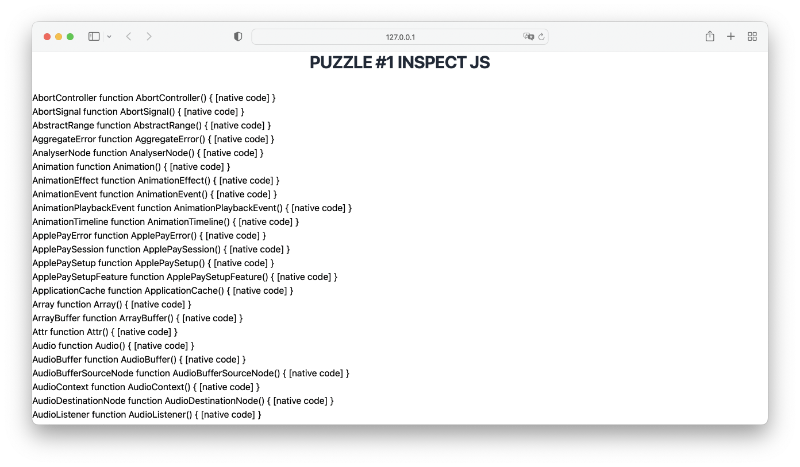 127.0.0.1
PUZZLE #1 INSPECT JS
AbortController function AbortController() { [native code] }
AbortSignal function AbortSignal() { [native code] }
AbstractRange function AbstractRange() { [native code] }
AggregateError function AggregateError() { [native code] }
AnalyserNode function AnalyserNode() { [native code] }
Animation function Animation() { [native code] }
AnimationEffect function AnimationEffect() { [native code] }
AnimationEvent function AnimationEvent() { [native code] }
AnimationPlaybackEvent function AnimationPlaybackEvent() { [native code] }
AnimationTimeline function AnimationTimeline() { [native code] }
ApplePayError function ApplePayError() { [native code] }
ApplePaySession function ApplePaySession() { [native code] }
ApplePaySetup function ApplePaySetup() { [native code] }
ApplePaySetupFeature function ApplePaySetupFeature() { [native code] }
ApplicationCache function ApplicationCache() { [native code] }
Array function Array() { [native code] }
ArrayBuffer function ArrayBuffer() { [native code] }
Attr function Attr() { [native code] }
Audio function Audio() { [native code] }
AudioBuffer function AudioBuffer() { [native code] }
AudioBufferSourceNode function AudioBufferSourceNode() { [native code] }
AudioContext function AudioContext() { [native code] }
AudioDestinationNode function AudioDestinationNode() { [native code] }
AudioListener function AudioListener() { [native code] }